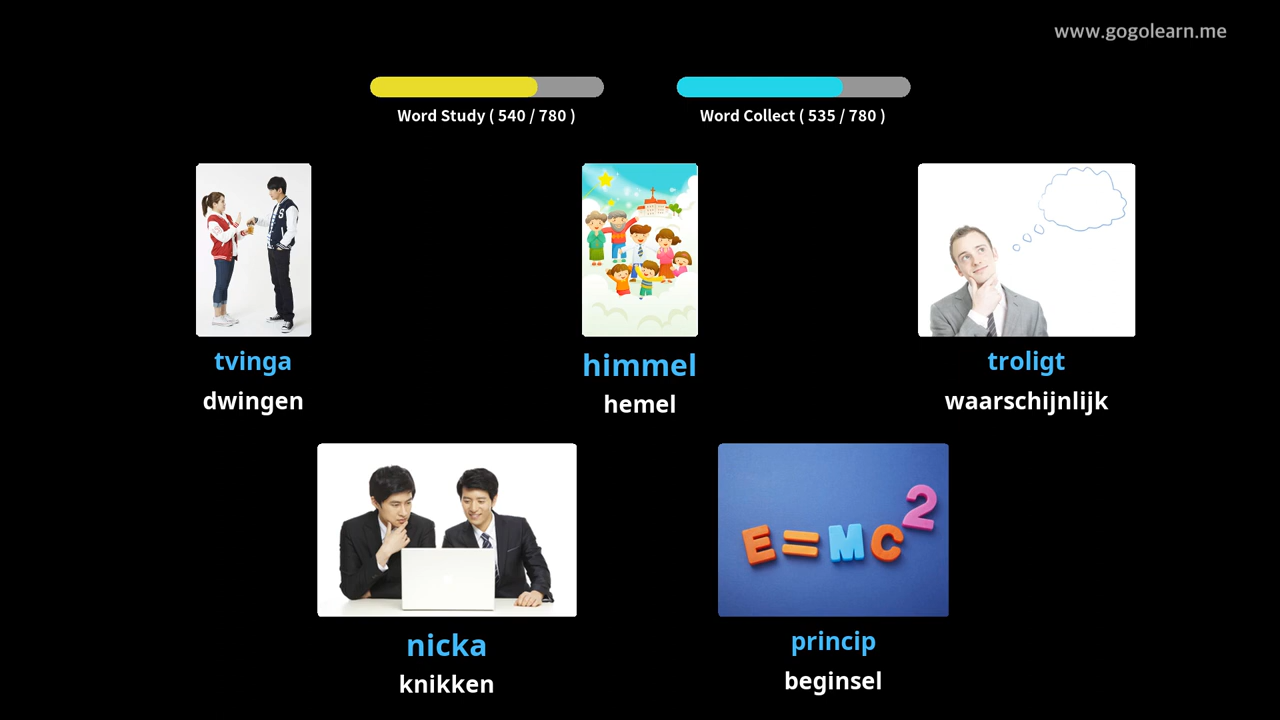 www.gogolearn.me
Word Study ( 540 / 780 )
Word Collect ( 535 / 780 )
S
tvinga
himmel
troligt
dwingen
hemel
waarschijnlijk
E=MC2
nicka
princip
knikken
beginsel